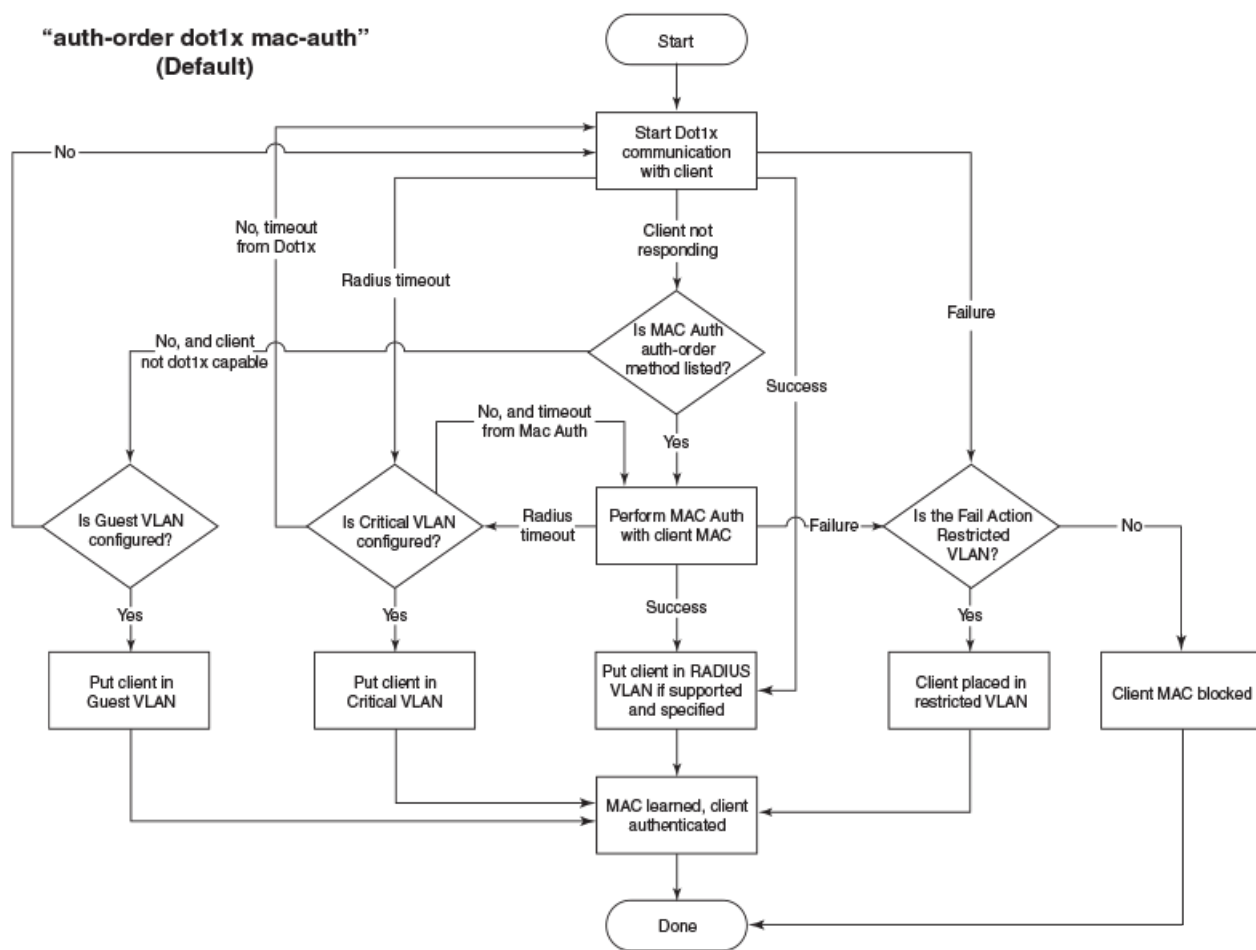 “auth-order dot1x mac-auth”
(Default)
Start
Start Dot1x
communication
with client
No
No, timeout
from Dot1x
Client not
responding
Radius timeout
Failure
Is MAC Auth
auth-order
method listed?
No, and client
not dot1x capable
Success
No, and timeout
from Mac Auth
Yes
Is Guest VLAN
configured?
Is Critical VLAN
configured?
Radius
timeout
Perform MAC Auth
with client MAC
Failure
Is the Fail Action
Restricted
VLAN?
No
Yes
Yes
Success
Yes
Put client in
Guest VLAN
Put client in
Critical VLAN
Put client in RADIUS
VLAN if supported
and specified
Client placed in
restricted VLAN
Client MAC blocked
MAC learned, client
authenticated
Done